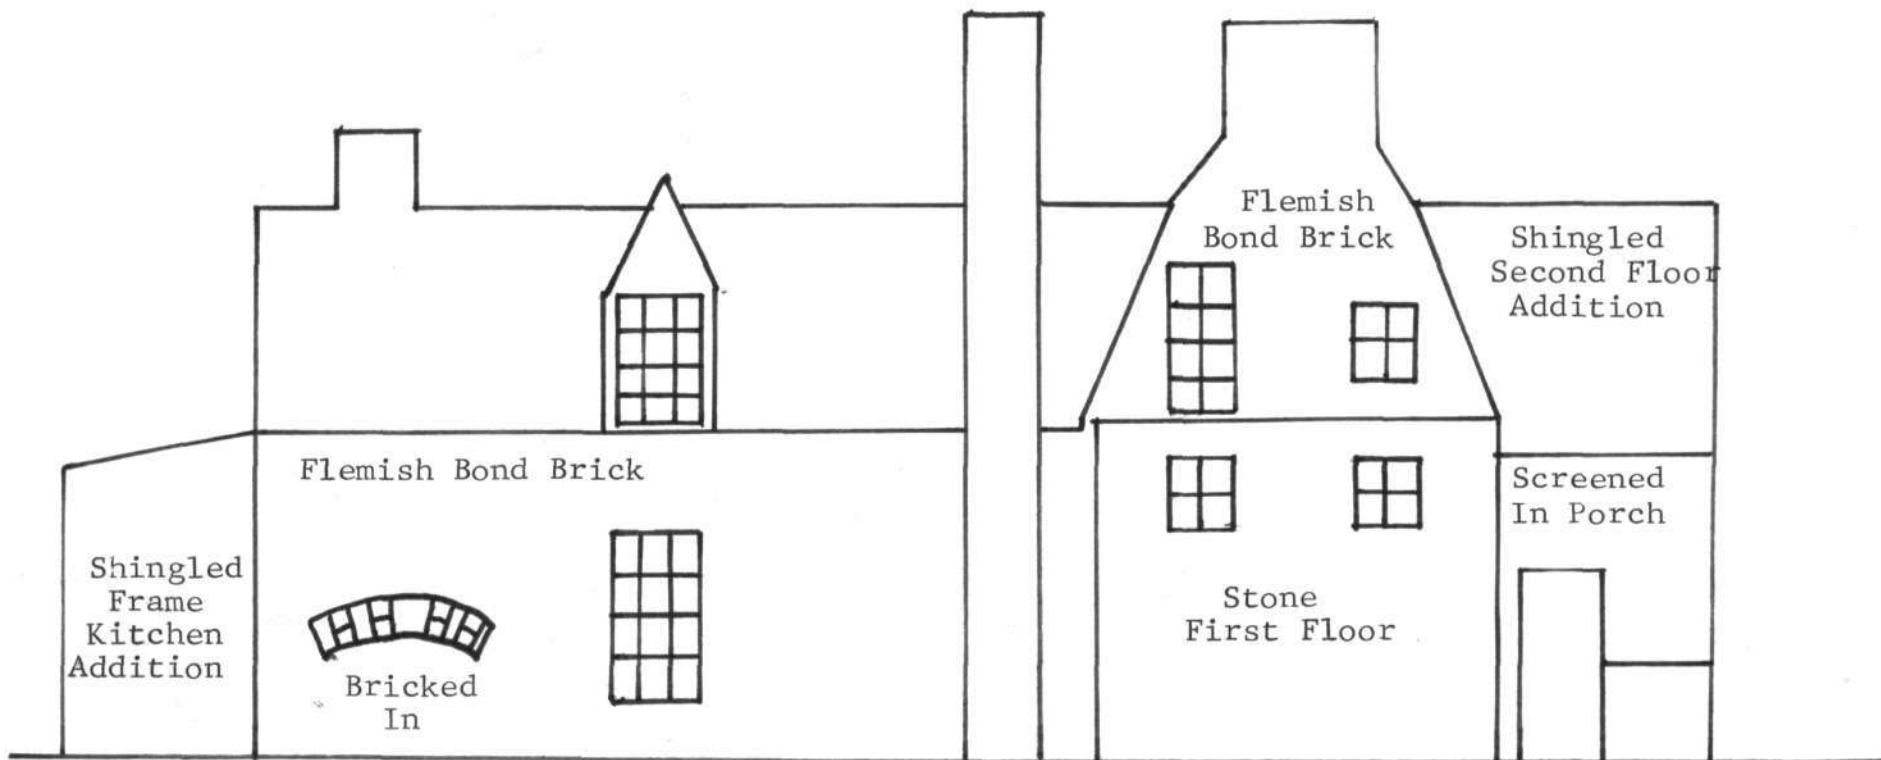 Flemish
Bond Brick
Shingled
Second Floor
Addition
Flemish Bond Brick
Screened
In Porch
Shingled
Frame
Kitchen
Addition
Stone
First Floor
Bricked
In